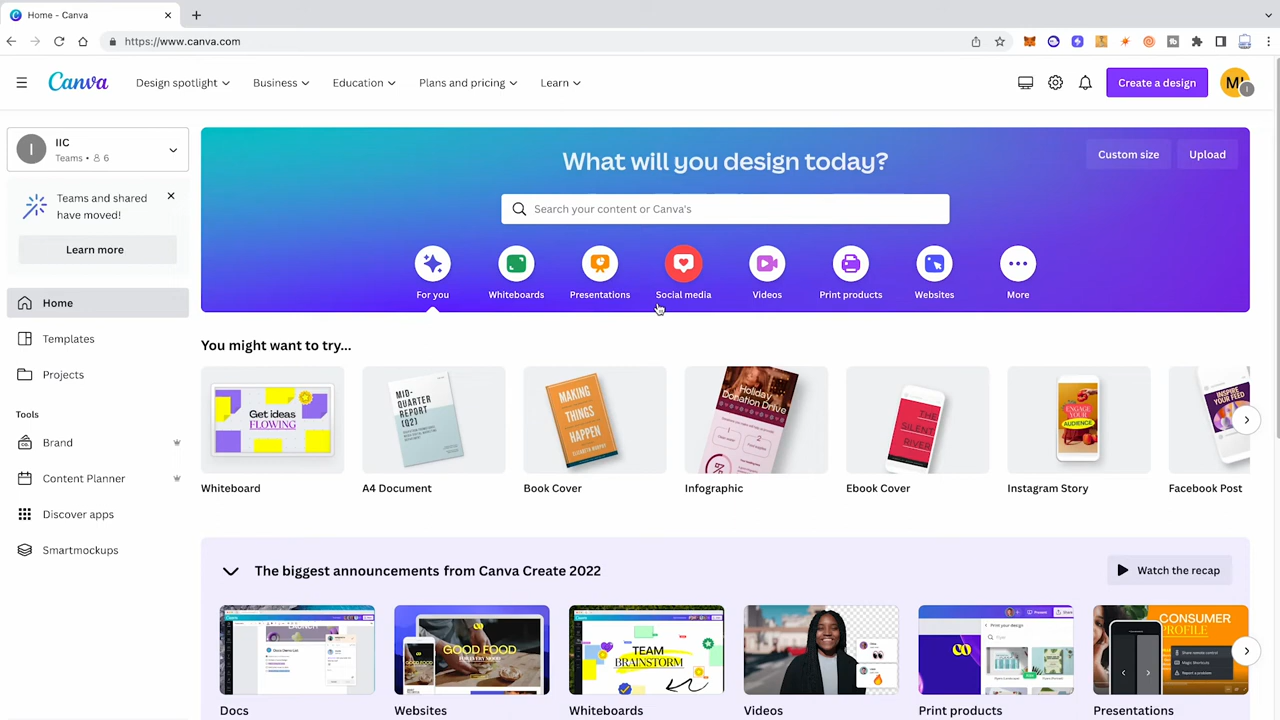 Home - Canva
https://www.canva.com
Canva
Design spotlight
Business
Education
Plans and pricing
Learn
Create a design
I
IIC
Teams • 6
Teams and shared
have moved!
Learn more
Home
Templates
Projects
Tools
Brand
Content Planner
Discover apps
Smartmockups
What will you design today?
Custom size
Upload
Search your content or Canva's
For you
Whiteboards
Presentations
Social media
Videos
Print products
Websites
More
You might want to try...
Get ideas
FLOWING
MID-
QUARTER
REPORT
(Q2)
MAKING
THINGS
HAPPEN
Holiday
Donation Drive
THE
SILENT
RIVER
ENGAGE
YOUR
AUDIENCE
INSPIRE
YOUR FEED
Whiteboard
A4 Document
Book Cover
Infographic
Ebook Cover
Instagram Story
Facebook Post
The biggest announcements from Canva Create 2022
Watch the recap
GOOD FOOD
TEAM
BRAINSTORM
CONSUMER
PROFILE
Docs
Websites
Whiteboards
Videos
Print products
Presentations